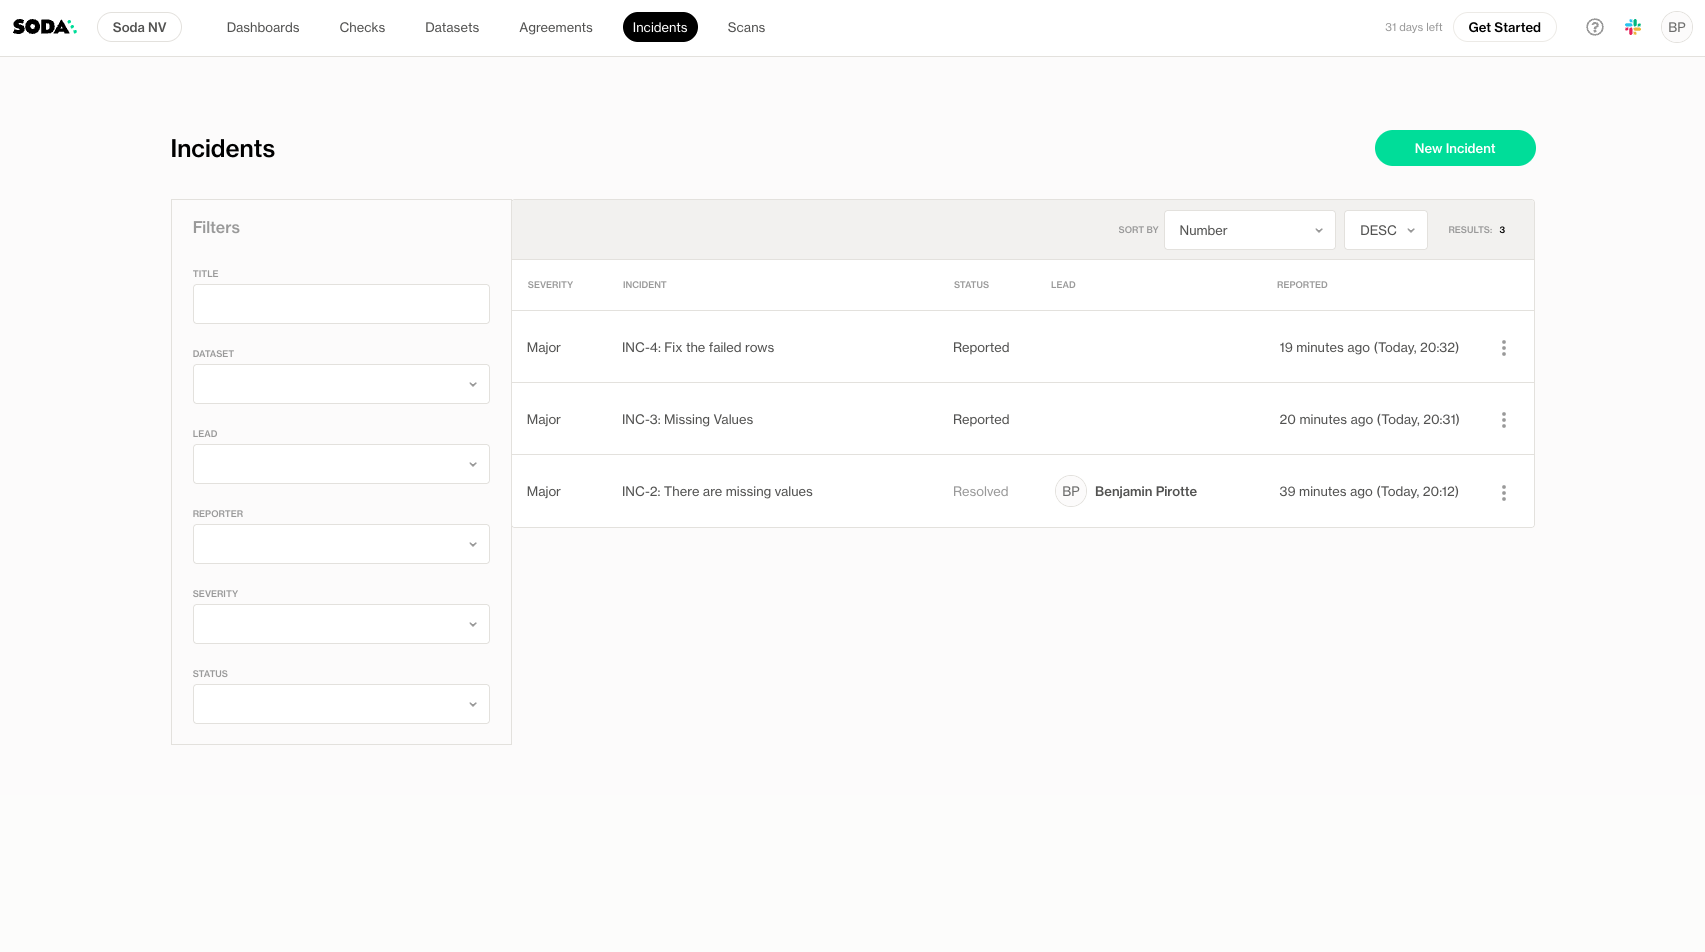 SODA
Soda NV
Dashboards
Checks
Datasets
Agreements
Incidents
Scans
31 days left
Get Started
?
BP
Incidents
New Incident
Filters
SORT BY
Number
DESC
RESULTS: 3
TITLE
DATASET
LEAD
REPORTER
SEVERITY
STATUS
SEVERITY INCIDENT STATUS LEAD REPORTED
Major INC-4: Fix the failed rows Reported 19 minutes ago (Today, 20:32)
Major INC-3: Missing Values Reported 20 minutes ago (Today, 20:31)
Major INC-2: There are missing values Resolved BP Benjamin Pirotte 39 minutes ago (Today, 20:12)